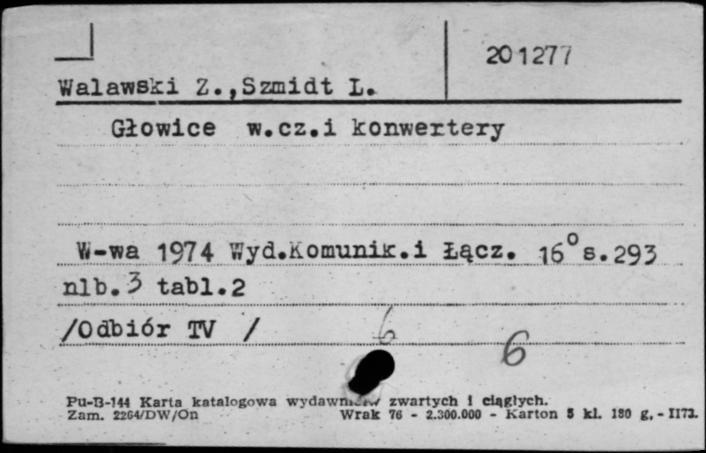 201277
Walawski Z.,Szmidt L.
Głowice w.cz.i konwertery
W-wa 1974 Wyd.Komunik.i Łącz. 16° s.293
nlb.3 tabl.2
/Odbiór TV /
6 6
Pu-B-144 Karta katalogowa zwartych i ciągłych.
Zam. 2264/DW/On Wrak 76 - 2.300.000 - Karton 5 kl. 180 g. - 1173.